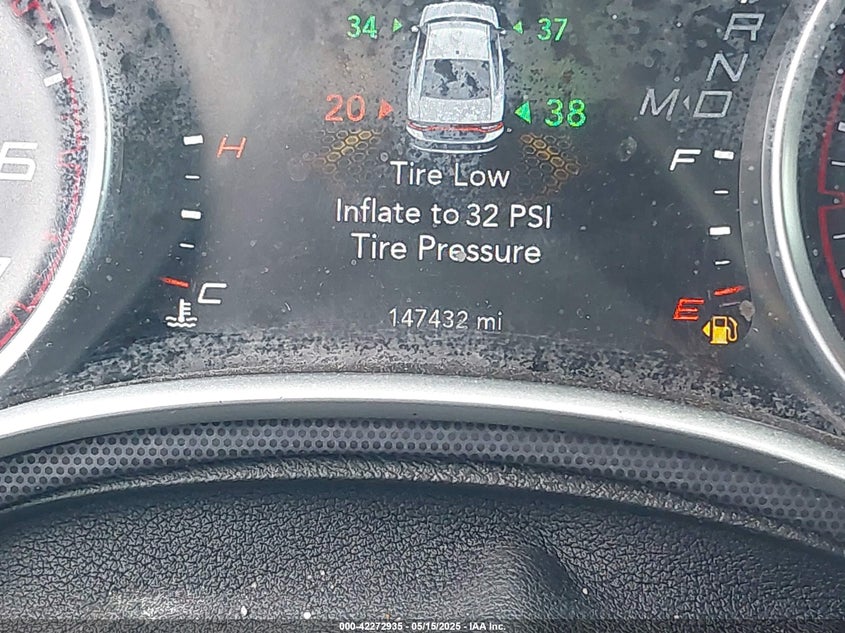 34 37
20 38
R
N
M D
6
H
F
Tire Low
Inflate to 32 PSI
Tire Pressure
C
E
147432 mi
000-42272935 - 05/15/2025 - IAA Inc.